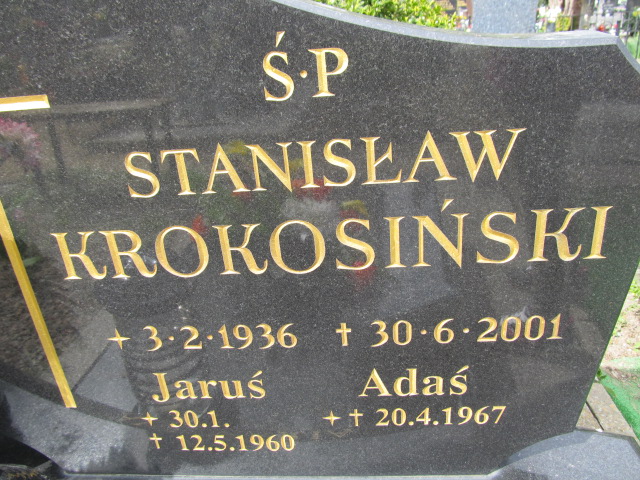 Ś·P
STANISŁAW
KROKOSIŃSKI
✦ 3·2·1936 ✝ 30·6·2001
Jaruś Adaś
✦ 30.1. ✦ ✝ 20.4.1967
✝ 12.5.1960